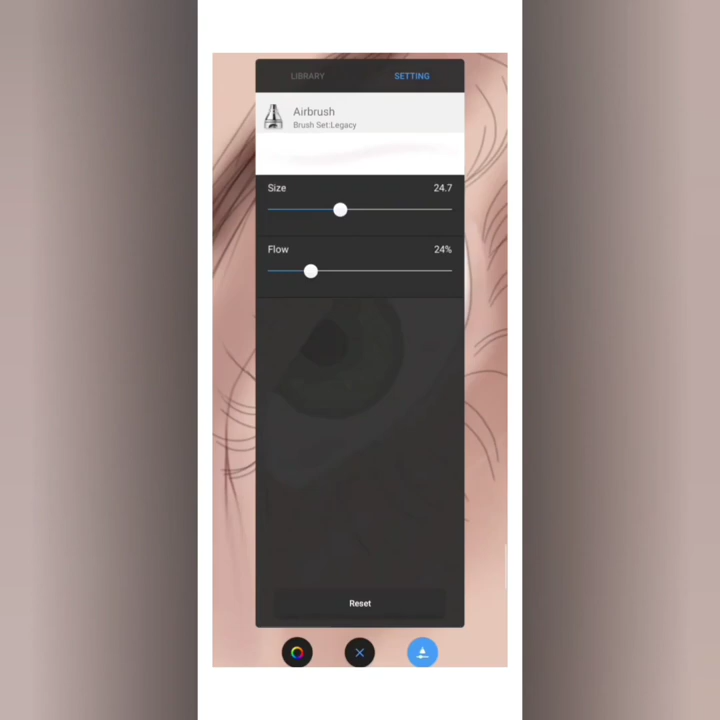 LIBRARY SETTING
Airbrush
Brush Set:Legacy
Size 24.7
Flow 24%
Reset